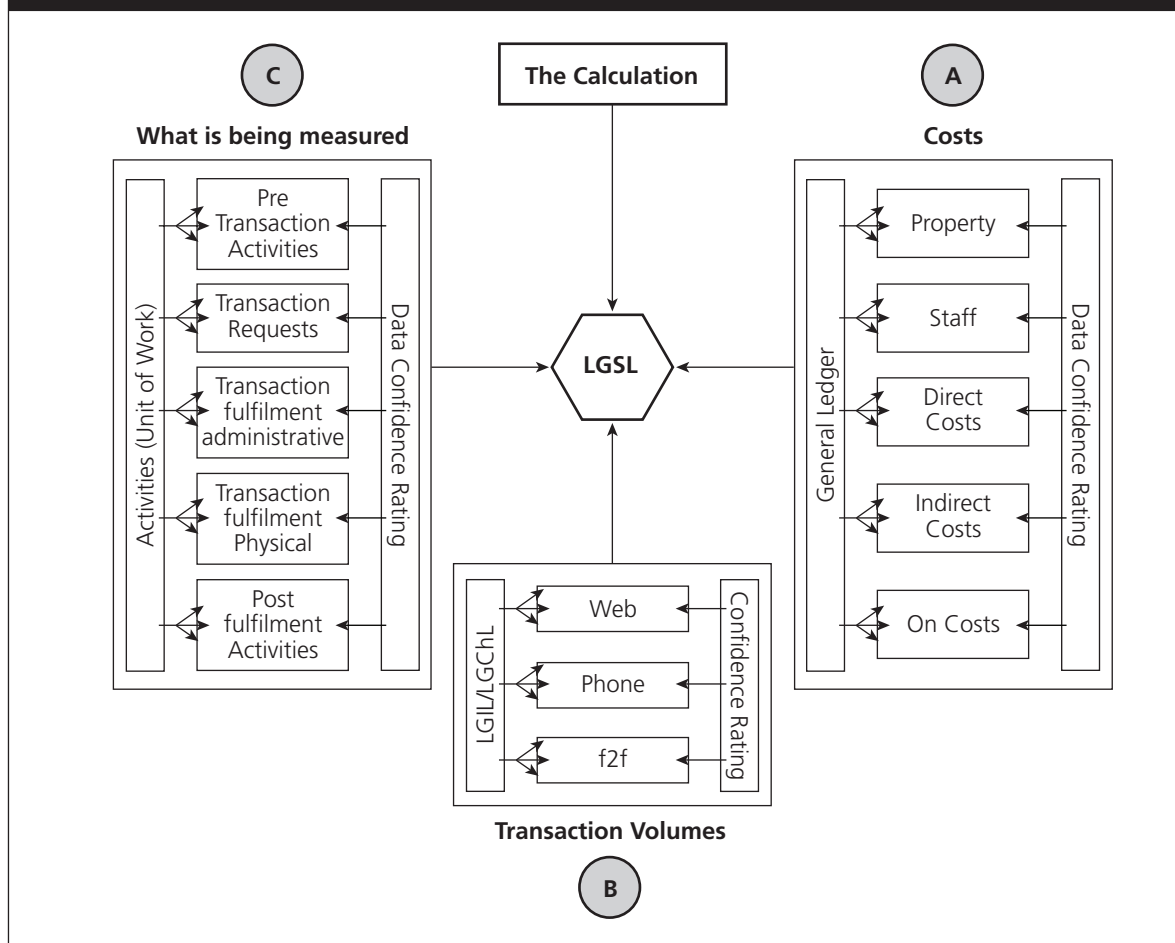 The Calculation
C
What is being measured
Activities (Unit of Work)
Pre
Transaction
Activities
Transaction
Requests
Transaction
fulfilment
administrative
Transaction
fulfilment
Physical
Post
fulfilment
Activities
Data Confidence Rating
LGSL
A
Costs
General Ledger
Property
Staff
Direct
Costs
Indirect
Costs
On Costs
Data Confidence Rating
LGIL/LGChL
Web
Phone
f2f
Confidence Rating
Transaction Volumes
B